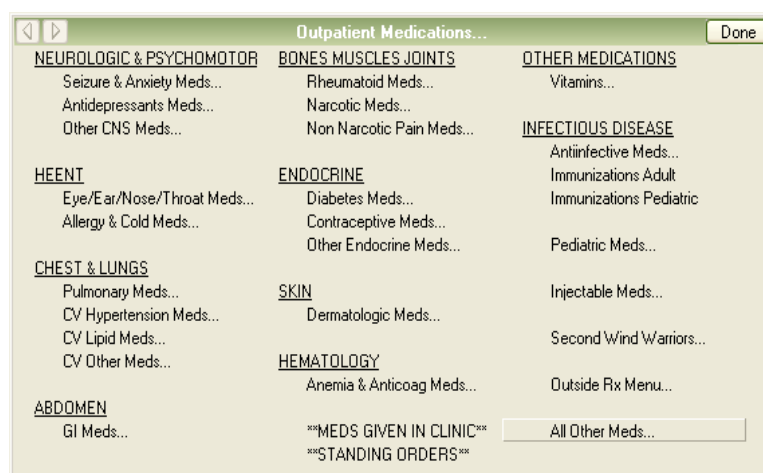 Outpatient Medications...
Done
NEUROLOGIC & PSYCHOMOTOR
Seizure & Anxiety Meds...
Antidepressants Meds...
Other CNS Meds...
HEENT
Eye/Ear/Nose/Throat Meds...
Allergy & Cold Meds...
CHEST & LUNGS
Pulmonary Meds...
CV Hypertension Meds...
CV Lipid Meds...
CV Other Meds...
ABDOMEN
GI Meds...
BONES MUSCLES JOINTS
Rheumatoid Meds...
Narcotic Meds...
Non Narcotic Pain Meds...
ENDOCRINE
Diabetes Meds...
Contraceptive Meds...
Other Endocrine Meds...
SKIN
Dermatologic Meds...
HEMATOLOGY
Anemia & Anticoag Meds...
**MEDS GIVEN IN CLINIC**
**STANDING ORDERS**
OTHER MEDICATIONS
Vitamins...
INFECTIOUS DISEASE
Antiinfective Meds...
Immunizations Adult
Immunizations Pediatric
Pediatric Meds...
Injectable Meds...
Second Wind Warriors...
Outside Rx Menu...
All Other Meds...